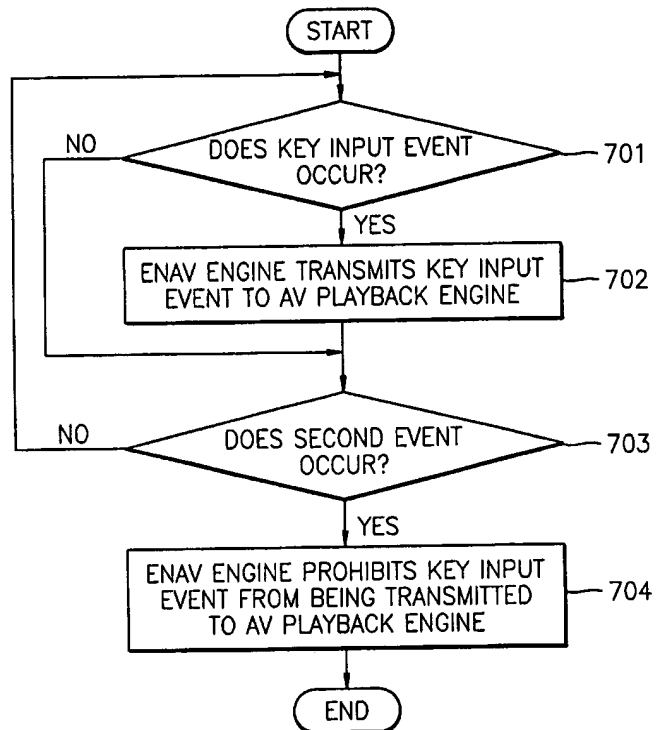 START
NO
DOES KEY INPUT EVENT
OCCUR?
701
YES
ENAV ENGINE TRANSMITS KEY INPUT
EVENT TO AV PLAYBACK ENGINE
702
NO
DOES SECOND EVENT
OCCUR?
703
YES
ENAV ENGINE PROHIBITS KEY INPUT
EVENT FROM BEING TRANSMITTED
TO AV PLAYBACK ENGINE
704
END